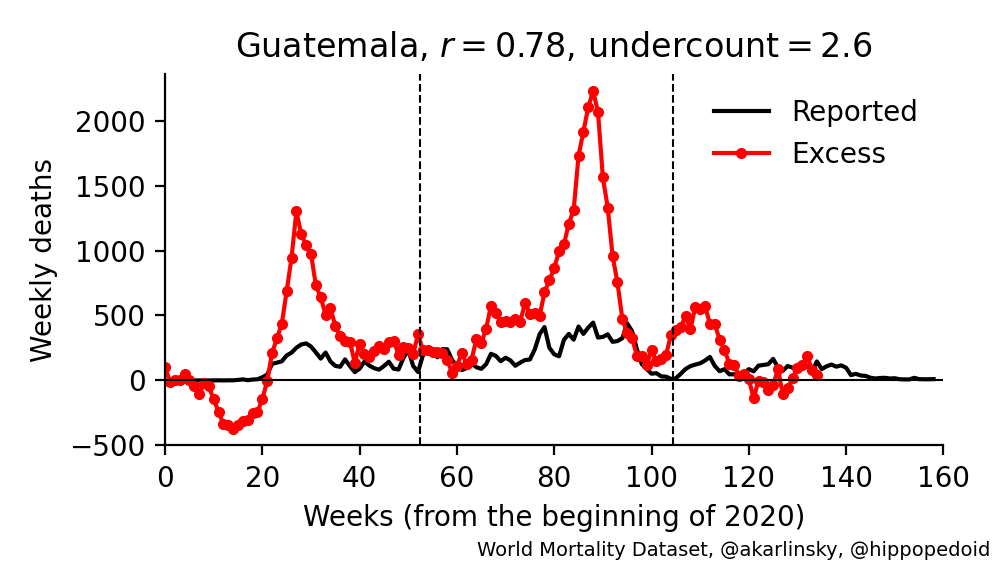 Guatemala, r = 0.78, undercount = 2.6
Reported
Excess
Weekly deaths
2000
1500
1000
500
0
−500
0 20 40 60 80 100 120 140 160
Weeks (from the beginning of 2020)
World Mortality Dataset, @akarlinsky, @hippopedoid